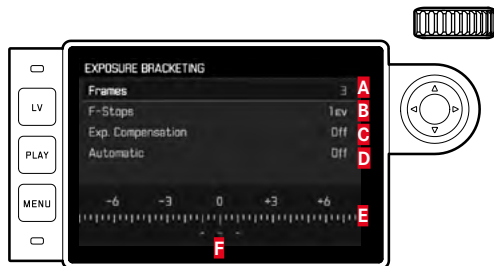 EXPOSURE BRACKETING
Frames 3 A
F-Stops 1EV B
Exp. Compensation Off C
Automatic Off D
LV
PLAY
MENU
-6 -3 0 +3 +6
E
F